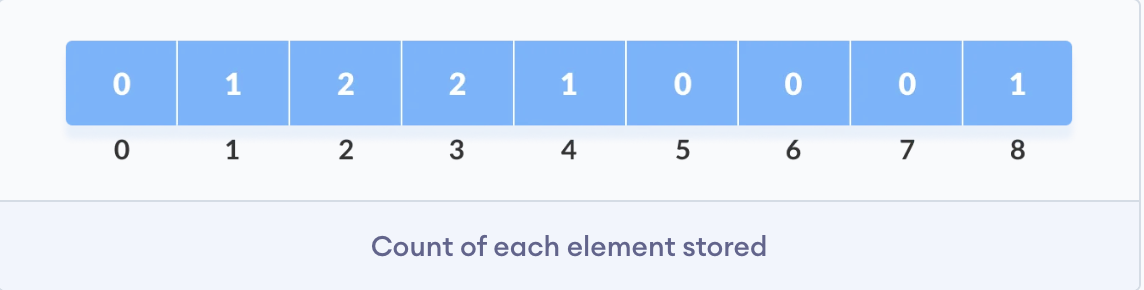 0 1 2 2 1 0 0 0 1
0 1 2 3 4 5 6 7 8
Count of each element stored